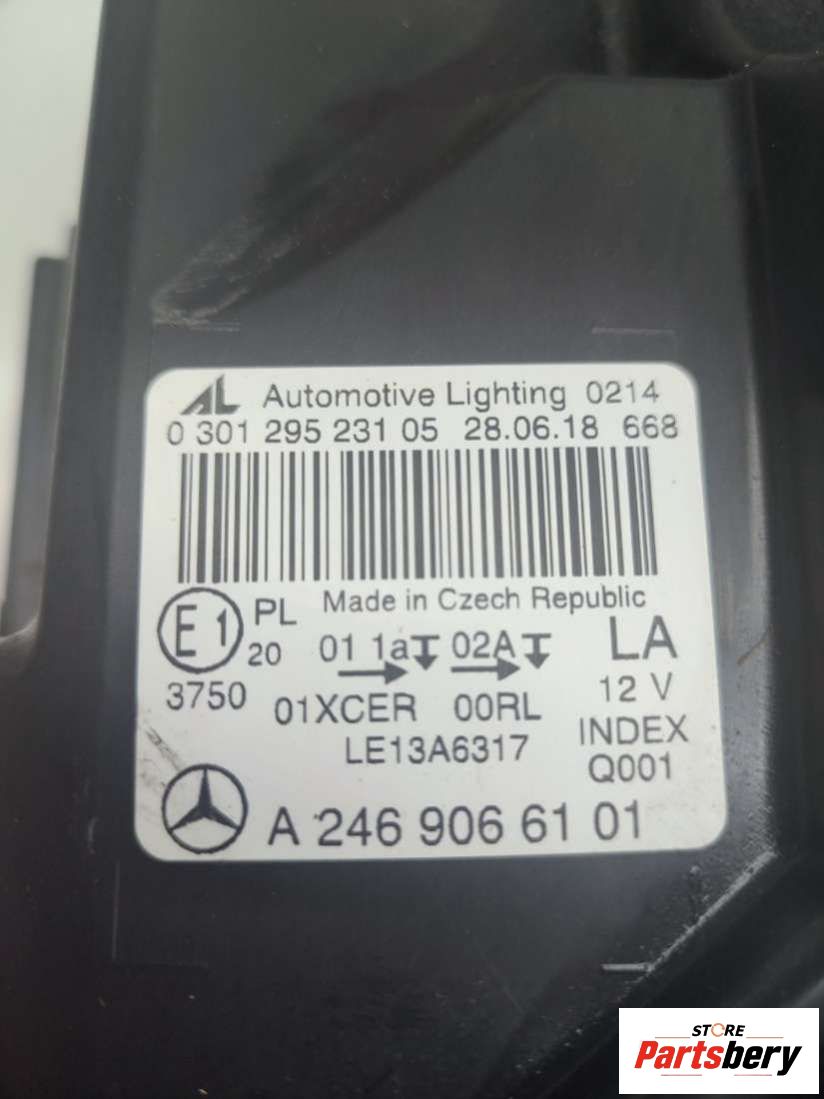 AL Automotive Lighting 0214
0 301 295 231 05 28.06.18 668
Made in Czech Republic
E1 PL
20 01 1a 02A LA
3750 01XCER 00RL 12 V
LE13A6317 INDEX
Q001
A 246 906 61 01
STORE
Partsbery